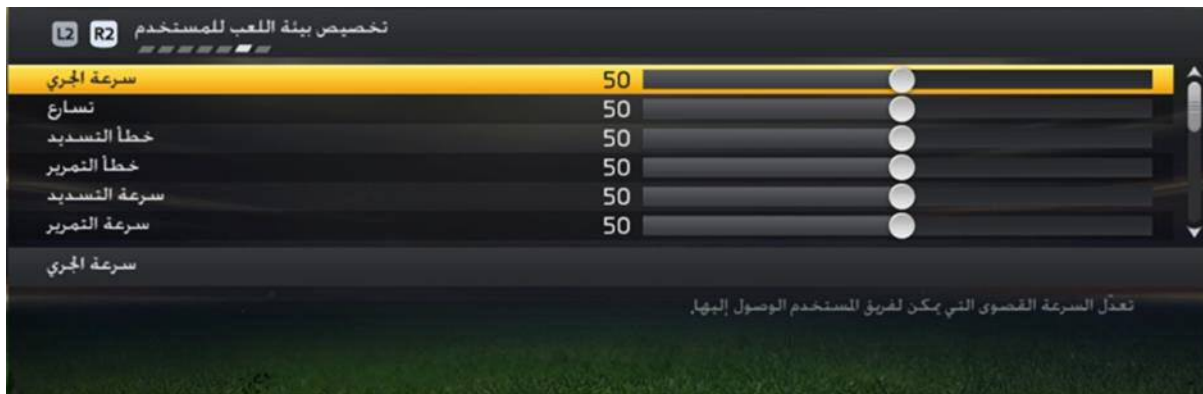 L2 R2 تخصيص بيئة اللعب للمستخدم
سرعة الجري 50
تسارع 50
خطأ التسديد 50
خطأ التمرير 50
سرعة التسديد 50
سرعة التمرير 50
سرعة الجري
تعدّل السرعة القصوى التي يمكن لفريق المستخدم الوصول إليها.